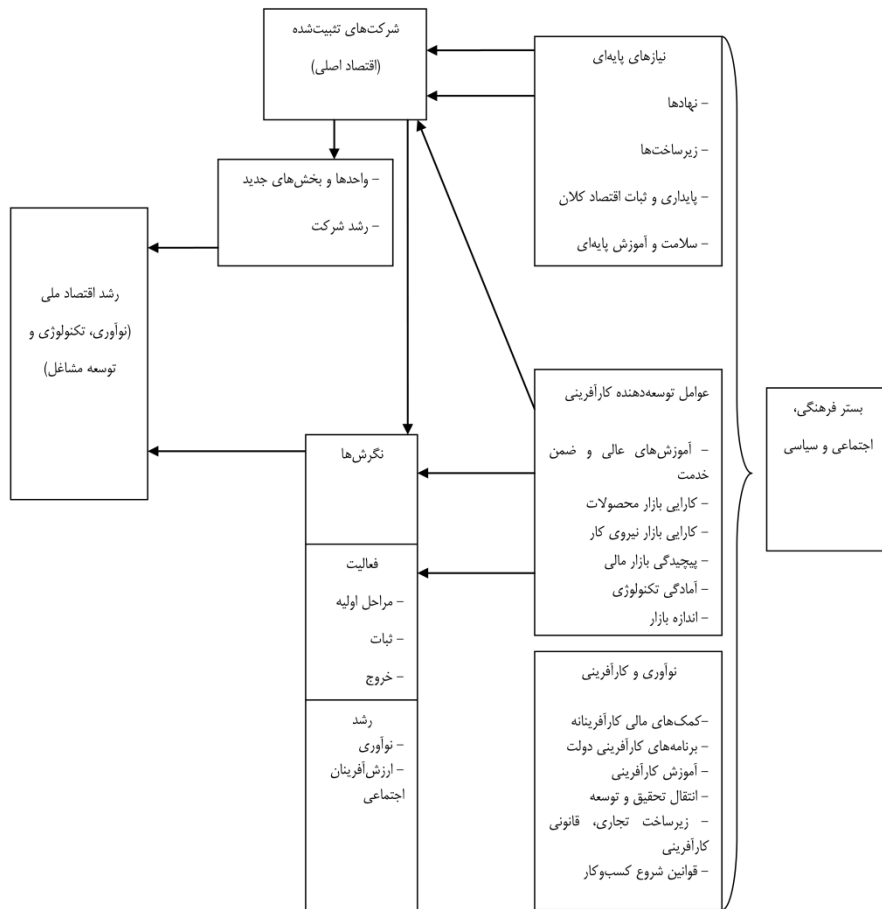 شرکت‌های تثبیت‌شده
(اقتصاد اصلی)
نیازهای پایه‌ای
– نهادها
– زیرساخت‌ها
– پایداری و ثبات اقتصاد کلان
– سلامت و آموزش پایه‌ای
– واحدها و بخش‌های جدید
– رشد شرکت
رشد اقتصاد ملی
(نوآوری، تکنولوژی و
توسعه مشاغل)
بستر فرهنگی،
اجتماعی و سیاسی
عوامل توسعه‌دهنده کارآفرینی
– آموزش‌های عالی و ضمن
خدمت
– کارایی بازار محصولات
– کارایی بازار نیروی کار
– پیچیدگی بازار مالی
– آمادگی تکنولوژی
– اندازه بازار
نگرش‌ها
فعالیت
– مراحل اولیه
– ثبات
– خروج
رشد
– نوآوری
– ارزش‌آفرینان
اجتماعی
نوآوری و کارآفرینی
–کمک‌های مالی کارآفرینانه
– برنامه‌های کارآفرینی دولت
– آموزش کارآفرینی
– انتقال تحقیق و توسعه
– زیرساخت تجاری، قانونی
کارآفرینی
– قوانین شروع کسب‌وکار